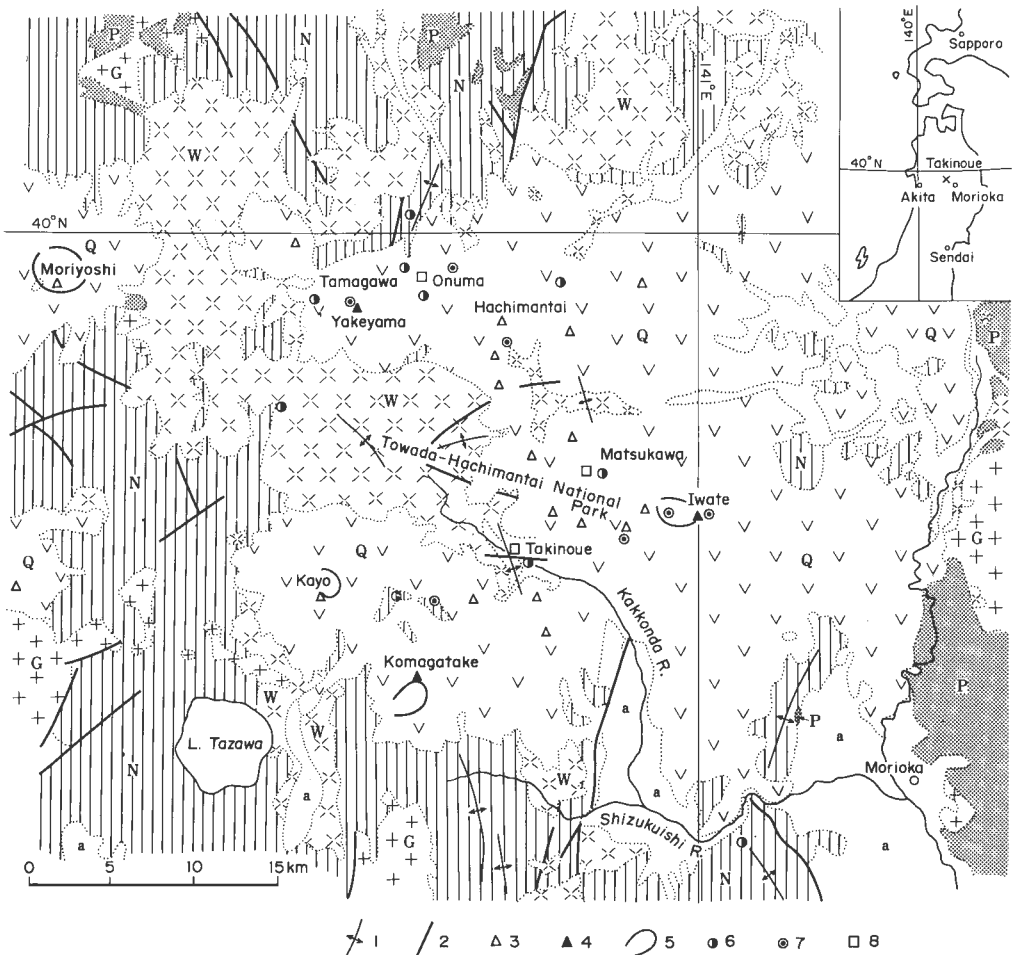 P
G
N
P
N
W
141°E
W
140°E
Sapporo
40°N
Takinoue
Akita
Morioka
Sendai
40°N
Q
Moriyoshi
Tamagawa
Onuma
Yakeyama
Hachimantai
Q
Q
P
W
Towada-Hachimantai National Park
Matsukawa
N
Iwate
N
Q
Q
Takinoue
Q
G
Kayo
Kakkonda R.
G
Komagatake
P
W
W
L. Tazawa
a
P
a
N
a
W
a
Morioka
Shizukuishi R.
a
G
a
N
0 5 10 15 km
1 2 3 4 5 6 7 8